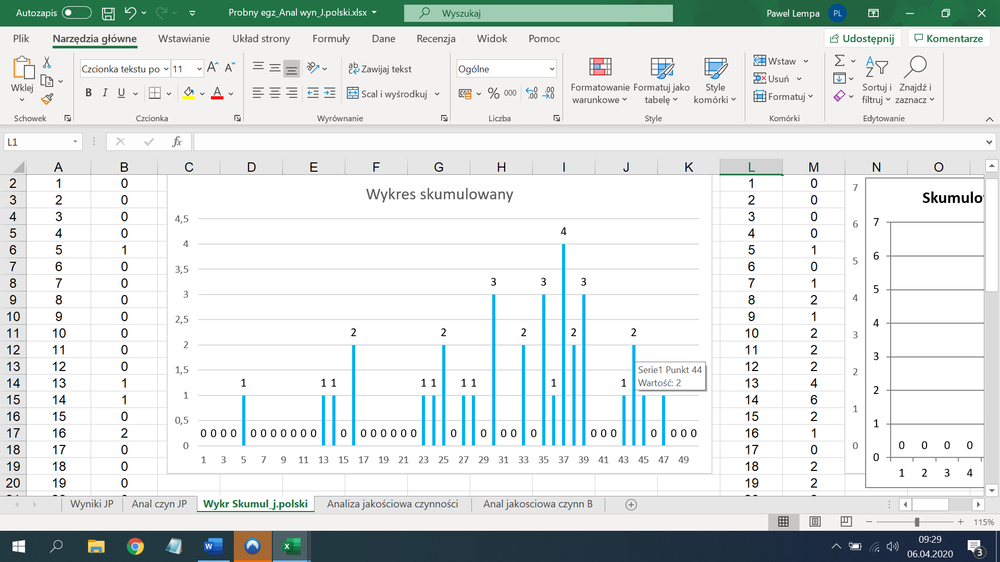 Autozapis
Probny egz_Anal wyn_J.polski.xlsx
Wyszukaj
Pawel Lempa
PL
Plik Narzędzia główne Wstawianie Układ strony Formuły Dane Recenzja Widok Pomoc
Udostępnij Komentarze
Wklej
Schowek
Czcionka tekstu po 11
B I U
Czcionka
Zawijaj tekst
Scal i wyśrodkuj
Wyrównanie
Ogólne
% 000
Liczba
Formatowanie warunkowe
Formatuj jako tabelę
Style komórki
Style
Wstaw
Usuń
Formatuj
Komórki
Sortuj i filtruj
Znajdź i zaznacz
Edytowanie
L1
fx
A B C D E F G H I J K L M N O
2 1 0 1 0
3 2 0 2 0
4 3 0 3 0
5 4 0 4 0
6 5 1 5 1
7 6 0 6 0
8 7 0 7 1
9 8 0 8 2
10 9 0 9 1
11 10 0 10 2
12 11 0 11 2
13 12 0 12 2
14 13 1 13 4
15 14 1 14 6
16 15 0 15 2
17 16 2 16 1
18 17 0 17 0
19 18 0 18 2
20 19 0 19 2
Wykres skumulowany
4,5
4
3,5
3
2,5
2
1,5
1
0,5
0
4
3 3 3
2 2 2 2 2
1 1 1 1 1 1 1 1 1
0 0 0 0 0 0 0 0 0 0 0 0 0 0 0 0 0 0 0 0 0 0 0 0 0 0 0 0 0 0 0
1 3 5 7 9 11 13 15 17 19 21 23 25 27 29 31 33 35 37 39 41 43 45 47 49
Serie1 Punkt 44
Wartość: 2
7
6
5
4
3
2
1
0
Skumulo
7
6
5
4
3
2
1
0
0 0 0 0
1 2 3 4
Wyniki JP Anal czyn JP Wykr Skumul_j.polski Analiza jakościowa czynności Anal jakosciowa czynn B
115%
09:29
06.04.2020
3